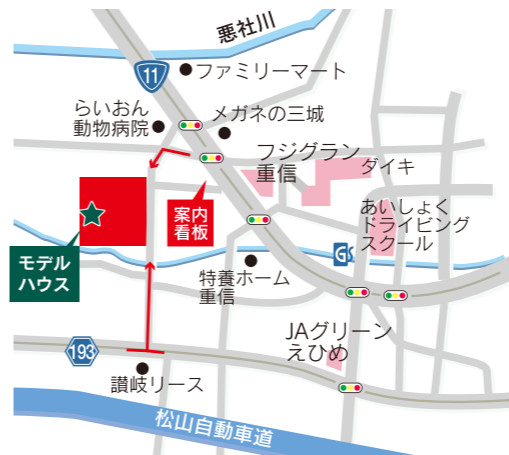 悪社川
11
ファミリーマート
らいおん
動物病院
メガネの三城
フジグラン
重信
ダイキ
案内
看板
あいしょく
ドライビング
スクール
モデル
ハウス
GS
特養ホーム
重信
JAグリーン
えひめ
193
讃岐リース
松山自動車道